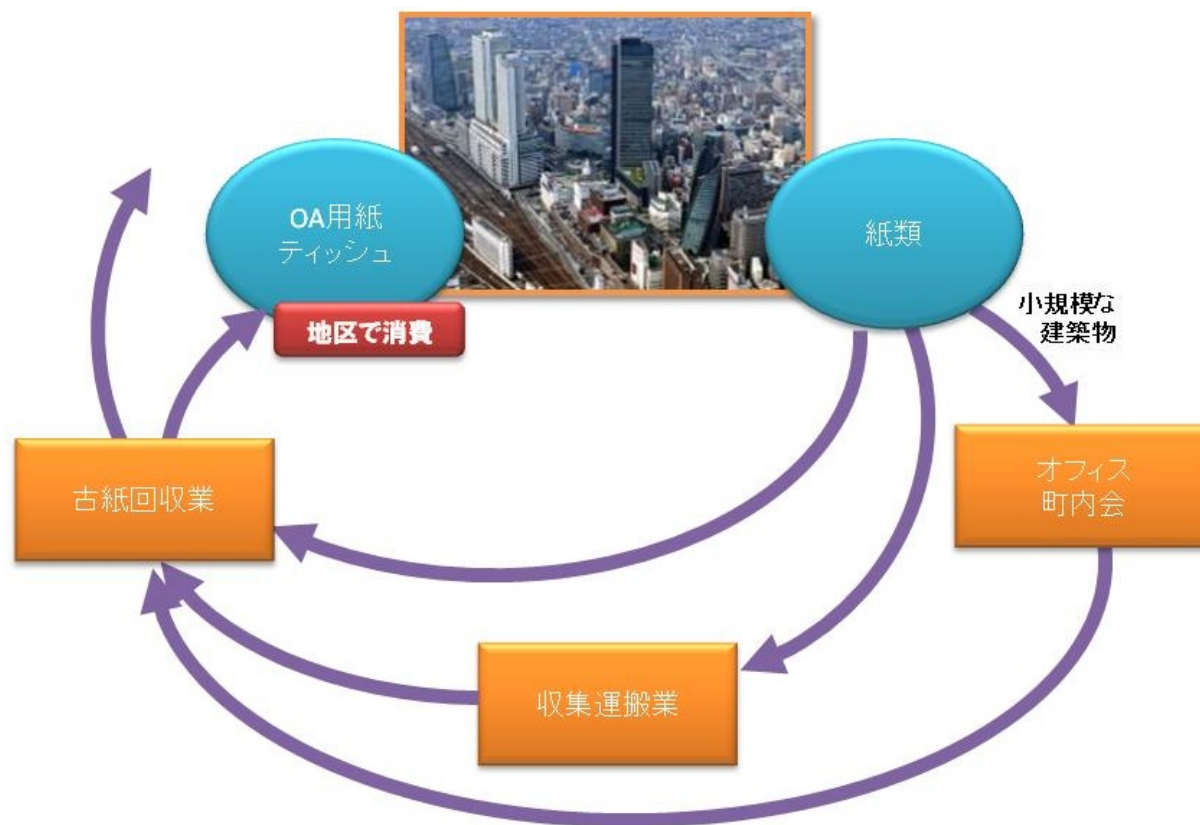 OA用紙
ティッシュ
地区で消費
紙類
小規模な
建築物
古紙回収業
オフィス
町内会
収集運搬業